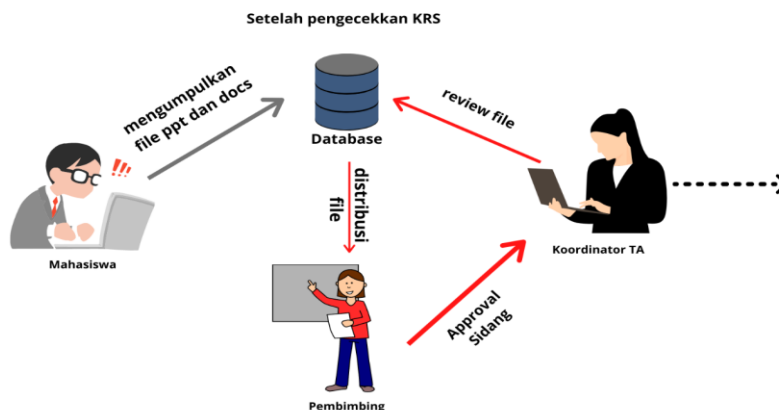 Setelah pengecekkan KRS
mengumpulkan
file ppt dan docs
review file
Database
distribusi
file
Mahasiswa
Koordinator TA
Approval
Sidang
Pembimbing